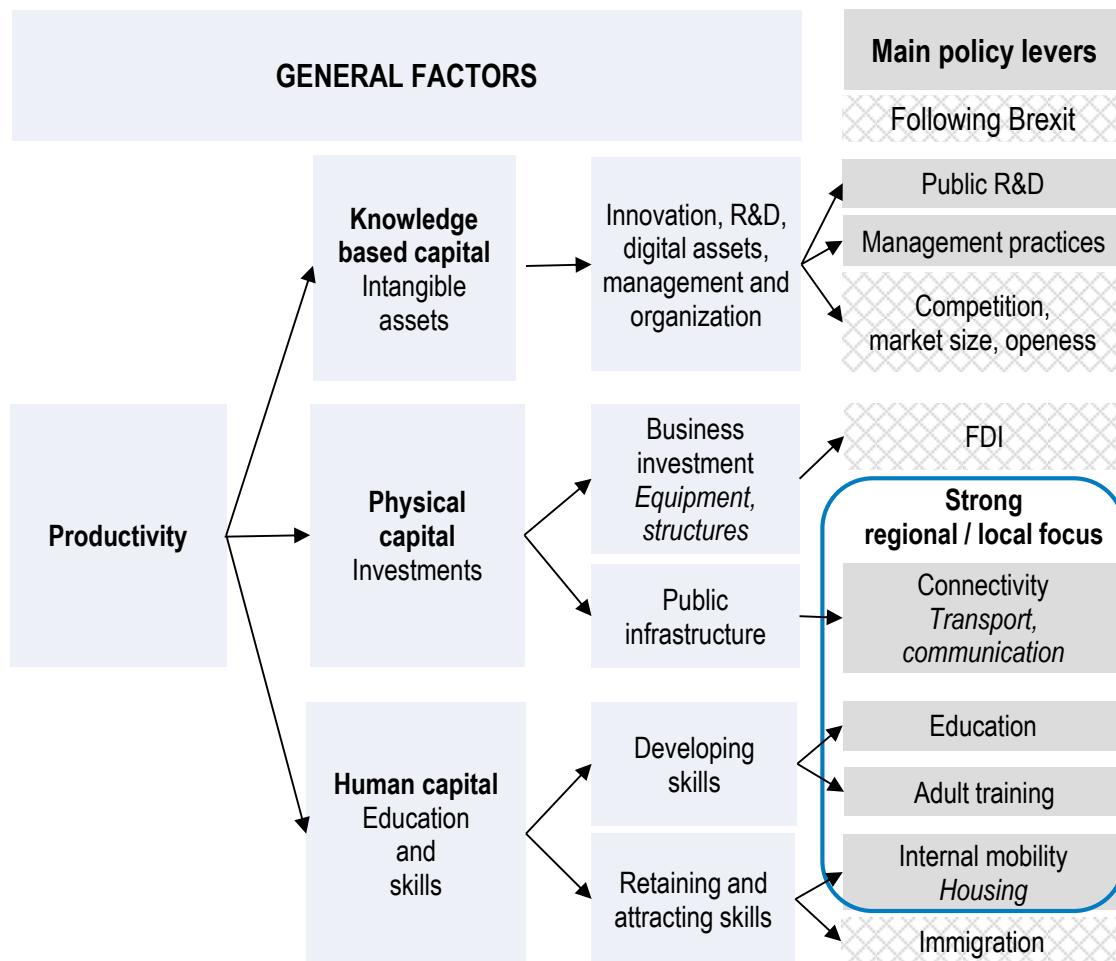 GENERAL FACTORS
Main policy levers
Following Brexit
Knowledge
based capital
Intangible
assets
Innovation, R&D,
digital assets,
management and
organization
Public R&D
Management practices
Competition,
market size, openess
Productivity
Physical
capital
Investments
Business
investment
Equipment,
structures
FDI
Strong
regional / local focus
Public
infrastructure
Connectivity
Transport,
communication
Human capital
Education
and
skills
Developing
skills
Education
Adult training
Retaining and
attracting skills
Internal mobility
Housing
Immigration